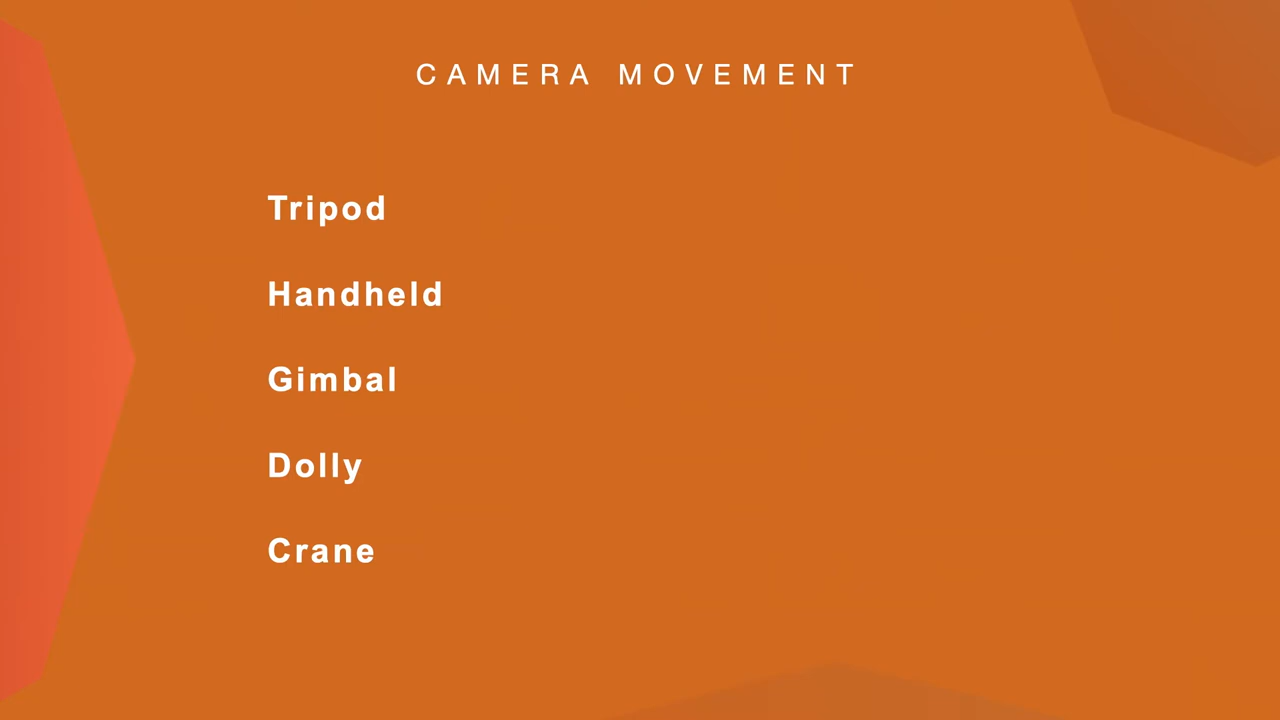 CAMERA MOVEMENT
Tripod
Handheld
Gimbal
Dolly
Crane